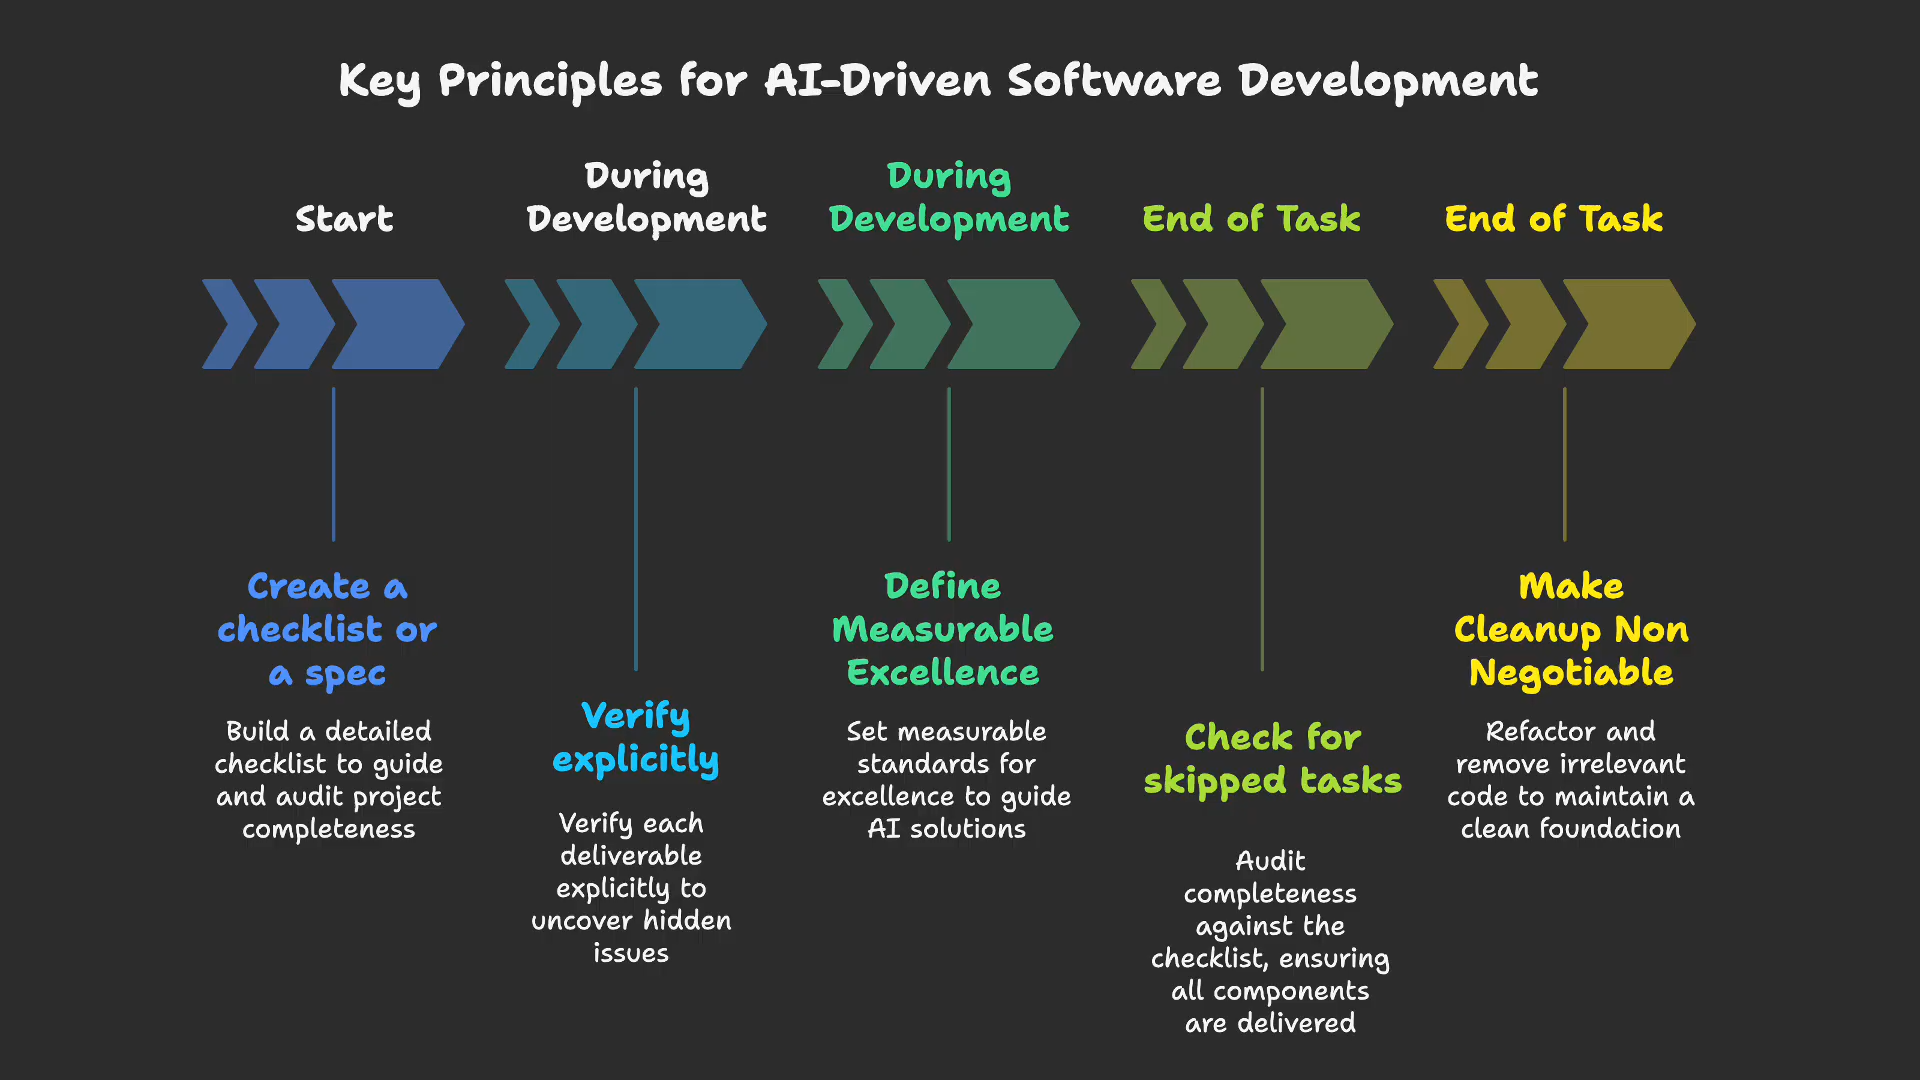 Key Principles for AI-Driven Software Development
Start
During
Development
During
Development
End of Task
End of Task
Create a
checklist or
a spec
Build a detailed
checklist to guide
and audit project
completeness
Verify
explicitly
Verify each
deliverable
explicitly to
uncover hidden
issues
Define
Measurable
Excellence
Set measurable
standards for
excellence to guide
AI solutions
Check for
skipped tasks
Audit
completeness
against the
checklist, ensuring
all components
are delivered
Make
Cleanup Non
Negotiable
Refactor and
remove irrelevant
code to maintain a
clean foundation